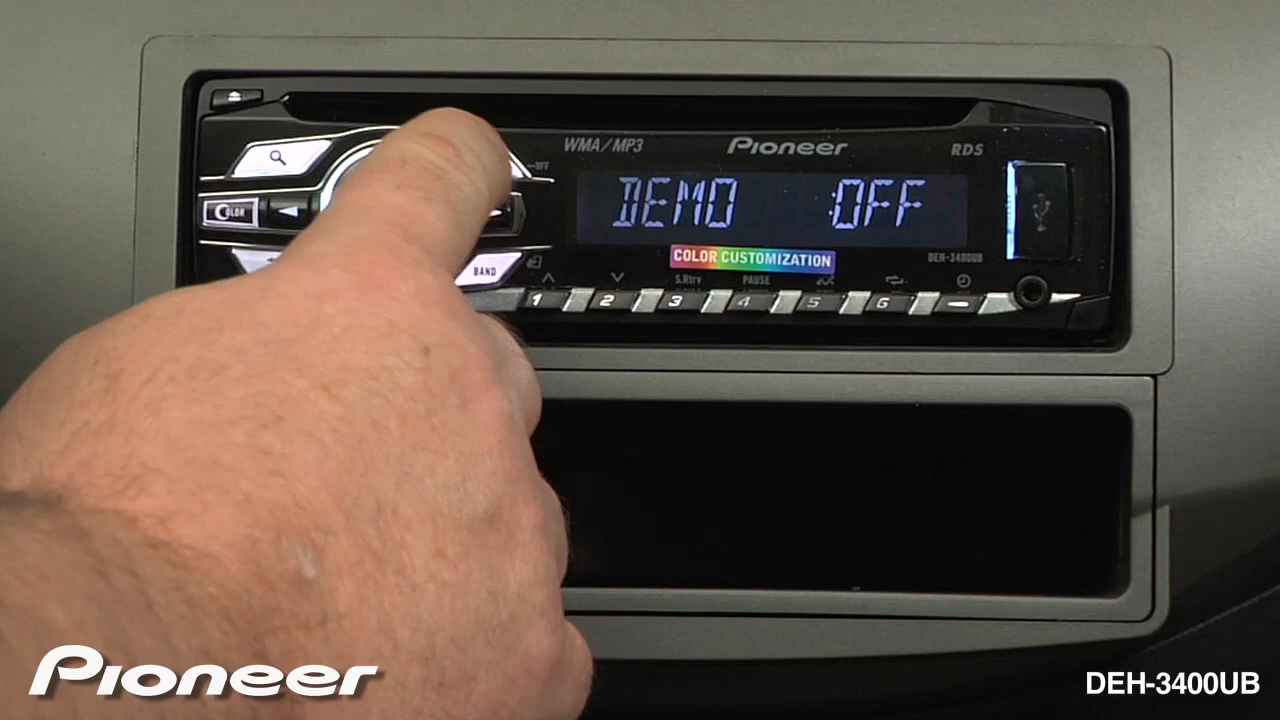 WMA/MP3 Pioneer RDS
OFF
DEMO OFF
COLOR
COLOR CUSTOMIZATION
DEH-3400UB
BAND
S.Rtrv PAUSE
1 2 3 4 5 6
Pioneer
DEH-3400UB